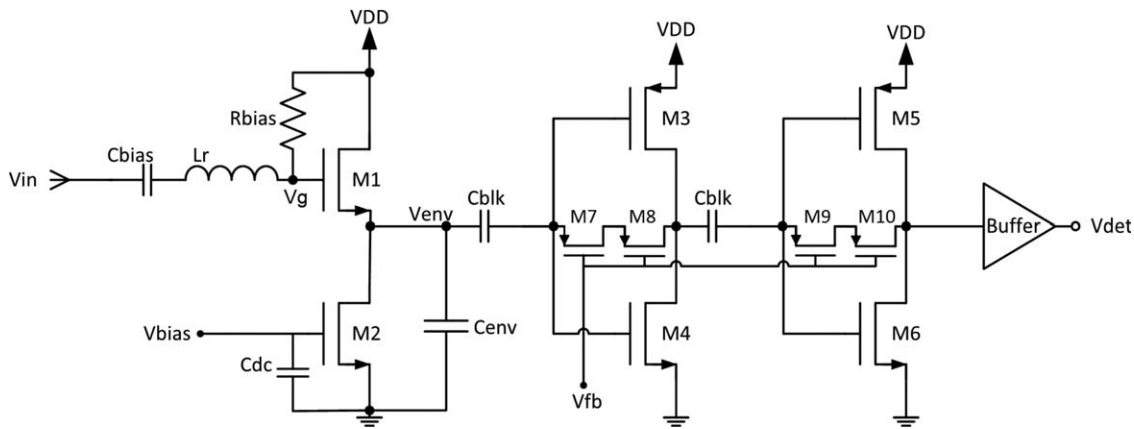 VDD
VDD
VDD
Rbias
M3
M5
Cbias
Lr
Vin
M1
Vg
Cblk
Cblk
Venv
M7
M8
M9
M10
Buffer
Vdet
Vbias
M2
Cenv
M4
M6
Cdc
Vfb